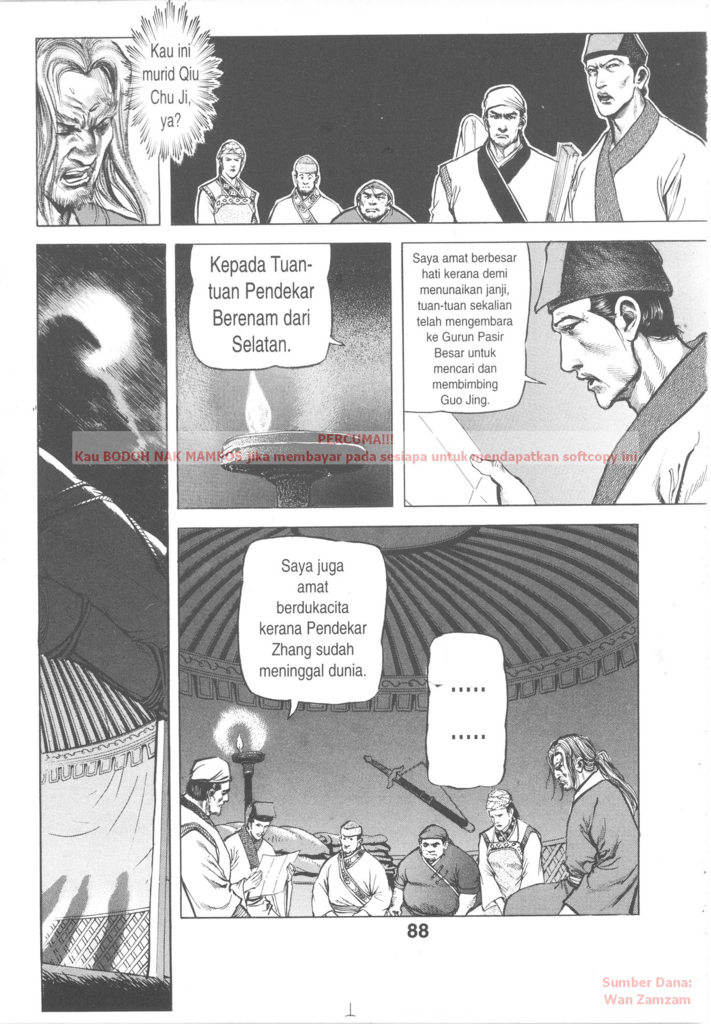 Kau ini
murid Qiu
Chu Ji,
ya?
Kepada Tuan-
tuan Pendekar
Berenam dari
Selatan.
Saya amat berbesar
hati kerana demi
menunaikan janji,
tuan-tuan sekalian
telah mengembara
ke Gurun Pasir
Besar untuk
mencari dan
membimbing
Guo Jing.
PERCUMA!!!
Kau BODOH NAK MAMPOS jika membayar pada sesiapa untuk mendapatkan softcopy ini
Saya juga
amat
berdukacita
kerana Pendekar
Zhang sudah
meninggal dunia.
.....
.....
88
Sumber Dana:
Wan Zamzam